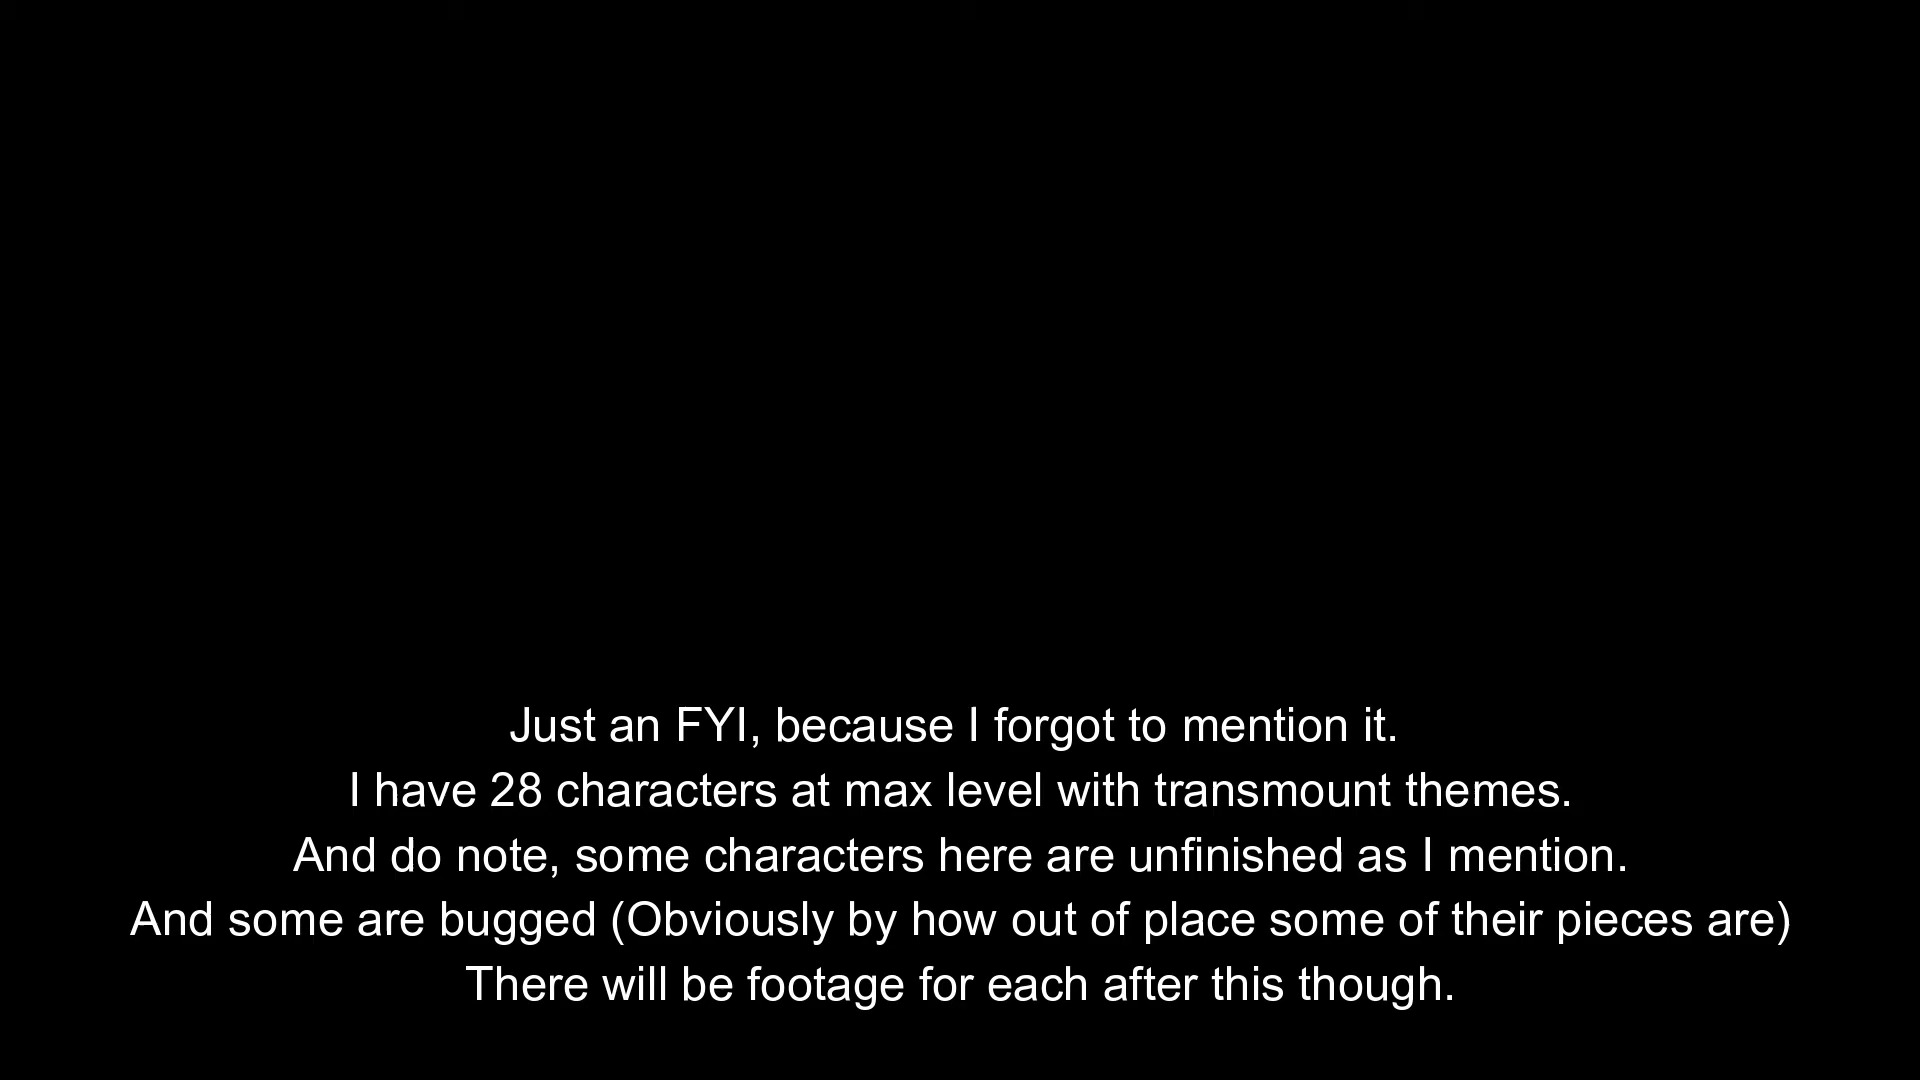 Just an FYI, because I forgot to mention it.
I have 28 characters at max level with transmount themes.
And do note, some characters here are unfinished as I mention.
And some are bugged (Obviously by how out of place some of their pieces are)
There will be footage for each after this though.